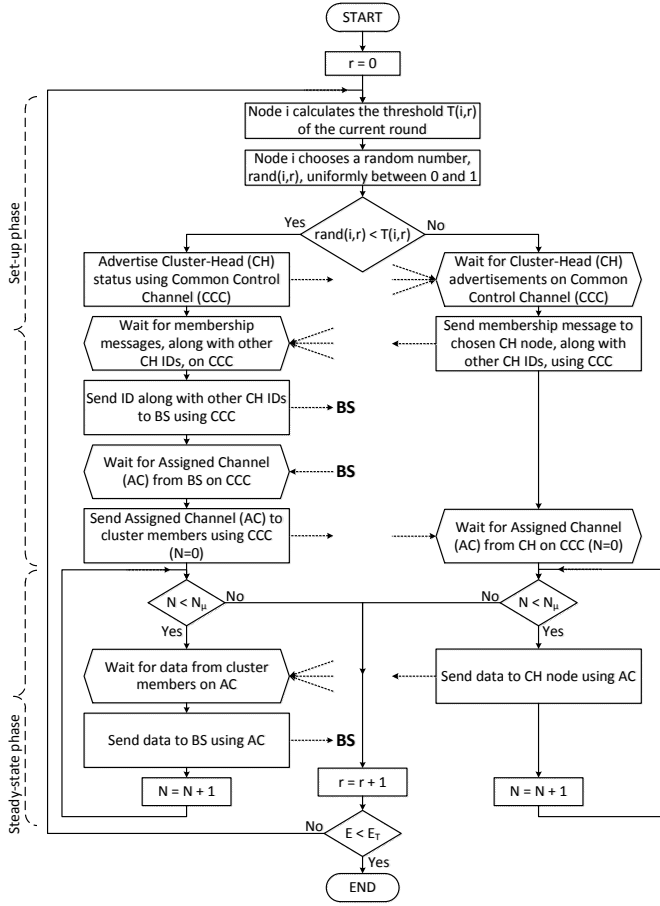 START
r = 0
Node i calculates the threshold T(i,r)
of the current round
Node i chooses a random number,
rand(i,r), uniformly between 0 and 1
Set-up phase
Yes
rand(i,r) < T(i,r)
No
Advertise Cluster-Head (CH)
status using Common Control
Channel (CCC)
Wait for Cluster-Head (CH)
advertisements on Common
Control Channel (CCC)
Wait for membership
messages, along with other
CH IDs, on CCC
Send membership message to
chosen CH node, along with
other CH IDs, using CCC
Send ID along with other CH IDs
to BS using CCC
BS
Wait for Assigned Channel
(AC) from BS on CCC
BS
Send Assigned Channel (AC) to
cluster members using CCC
(N=0)
Wait for Assigned Channel
(AC) from CH on CCC (N=0)
Steady-state phase
N < Nμ
No
No
N < Nμ
Yes
Yes
Wait for data from cluster
members on AC
Send data to CH node using AC
Send data to BS using AC
BS
N = N + 1
r = r + 1
N = N + 1
No
E < ET
Yes
END